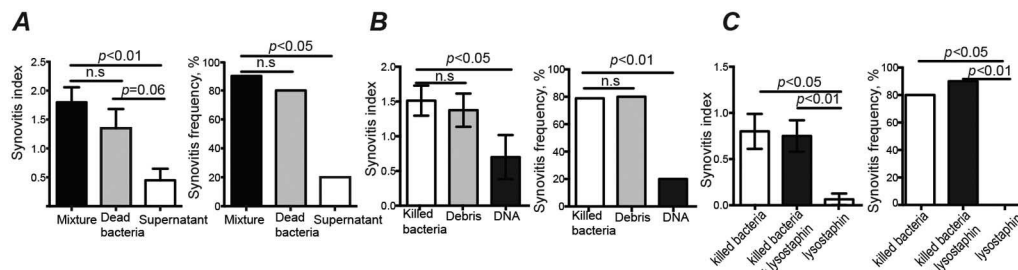 A
p<0.01
n.s
p=0.06
Synovitis index
2.5
2.0
1.5
1.0
0.5
Mixture Dead Supernatant
bacteria
p<0.05
n.s
Synovitis frequency, %
100
80
60
40
20
0
Mixture Dead Supernatant
bacteria
B
p<0.05
n.s
Synovitis index
2.0
1.5
1.0
0.5
0.0
Killed Debris DNA
bacteria
p<0.01
n.s
Synovitis frequency, %
100
80
60
40
20
0
Killed Debris DNA
bacteria
C
p<0.05
p<0.01
Synovitis index
1.5
1.0
0.5
0.0
killed bacteria
killed bacteria
lysostaphin
lysostaphin
p<0.05
p<0.01
Synovitis frequency, %
100
80
60
40
20
0
killed bacteria
killed bacteria
lysostaphin
lysostaphin